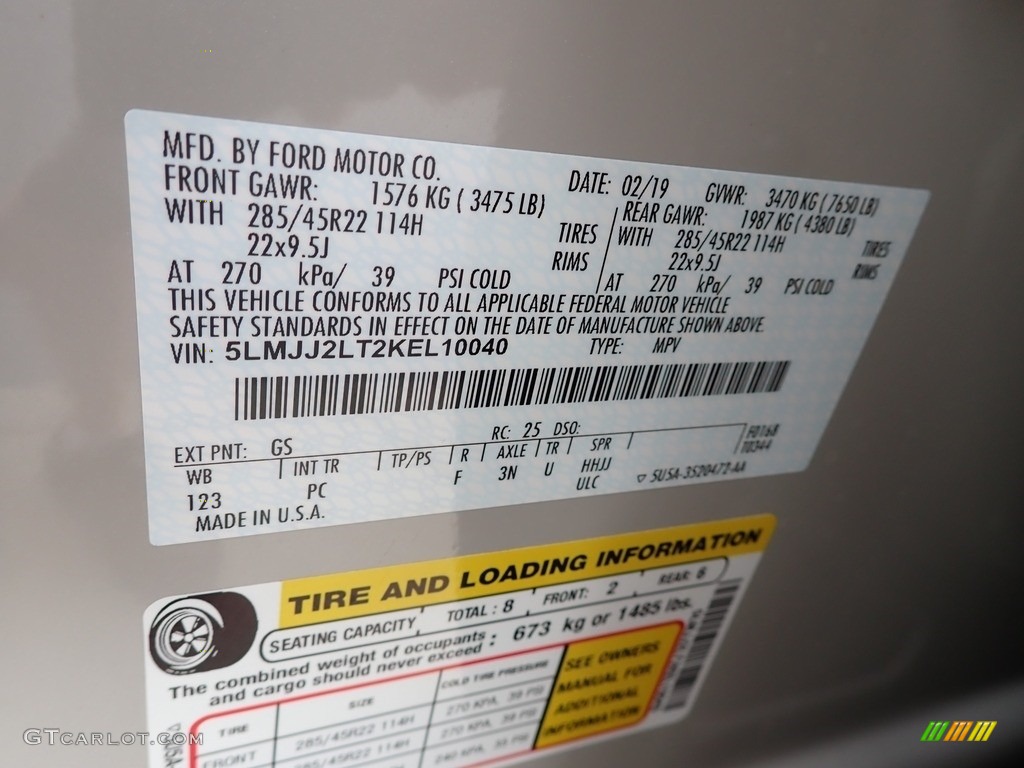 MFD. BY FORD MOTOR CO.
DATE: 02/19 GVWR: 3470 KG ( 7650 LB)
FRONT GAWR: 1576 KG ( 3475 LB)
REAR GAWR: 1987 KG ( 4380 LB)
WITH 285/45R22 114H TIRES
WITH 285/45R22 114H TIRES
22x9.5J RIMS
22x9.5J RIMS
AT 270 kPa/ 39 PSI COLD
AT 270 kPa/ 39 PSI COLD
THIS VEHICLE CONFORMS TO ALL APPLICABLE FEDERAL MOTOR VEHICLE
SAFETY STANDARDS IN EFFECT ON THE DATE OF MANUFACTURE SHOWN ABOVE.
VIN: 5LMJJ2LT2KEL10040 TYPE: MPV
EXT PNT: GS RC: 25 DSO:
F0168
T0344
WB INT TR TP/PS R AXLE TR SPR
123 PC F 3N U HHJJ
ULC
5USA-3520472-AA
MADE IN U.S.A.
TIRE AND LOADING INFORMATION
SEATING CAPACITY TOTAL : 8 FRONT: 2 REAR: 6
The combined weight of occupants
and cargo should never exceed : 673 kg or 1485 lbs.
TIRE SIZE COLD TIRE PRESSURE
FRONT 285/45R22 114H 270 KPA, 39 PSI
285/45R22 114H 270 KPA, 39 PSI
240 KPA, 35 PSI
SEE OWNERS
MANUAL FOR
ADDITIONAL
INFORMATION
GTCARLOT.COM